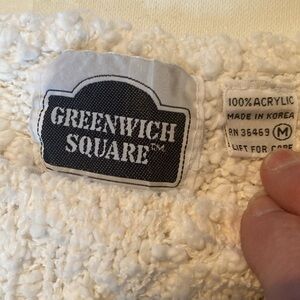 GREENWICH
SQUARE™
100% ACRYLIC
MADE IN KOREA
RN 36469 M
LIFT FOR CARE